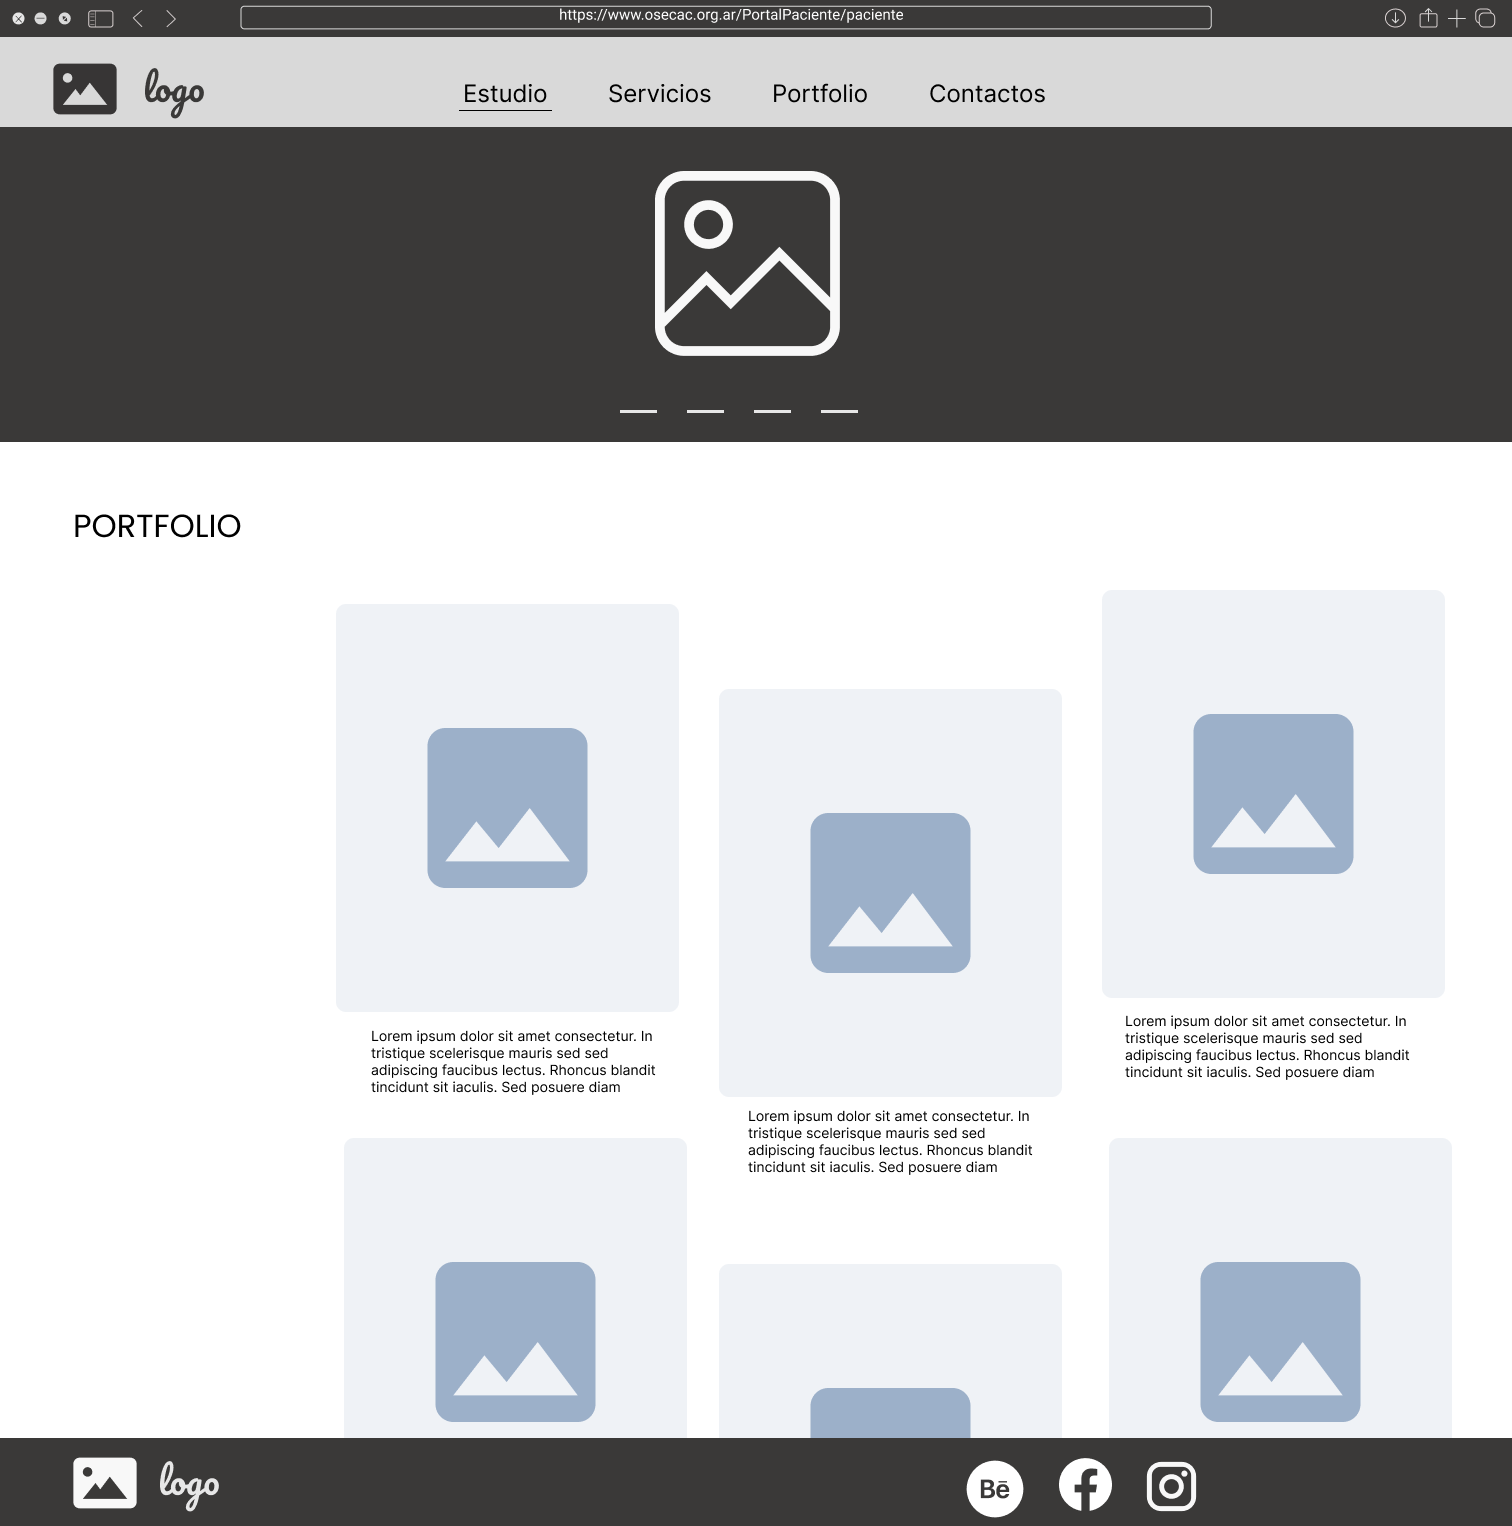 https://www.osecac.org.ar/PortalPaciente/paciente
logo
Estudio
Servicios
Portfolio
Contactos
PORTFOLIO
Lorem ipsum dolor sit amet consectetur. In
tristique scelerisque mauris sed sed
adipiscing faucibus lectus. Rhoncus blandit
tincidunt sit iaculis. Sed posuere diam
Lorem ipsum dolor sit amet consectetur. In
tristique scelerisque mauris sed sed
adipiscing faucibus lectus. Rhoncus blandit
tincidunt sit iaculis. Sed posuere diam
Lorem ipsum dolor sit amet consectetur. In
tristique scelerisque mauris sed sed
adipiscing faucibus lectus. Rhoncus blandit
tincidunt sit iaculis. Sed posuere diam
logo
Bē